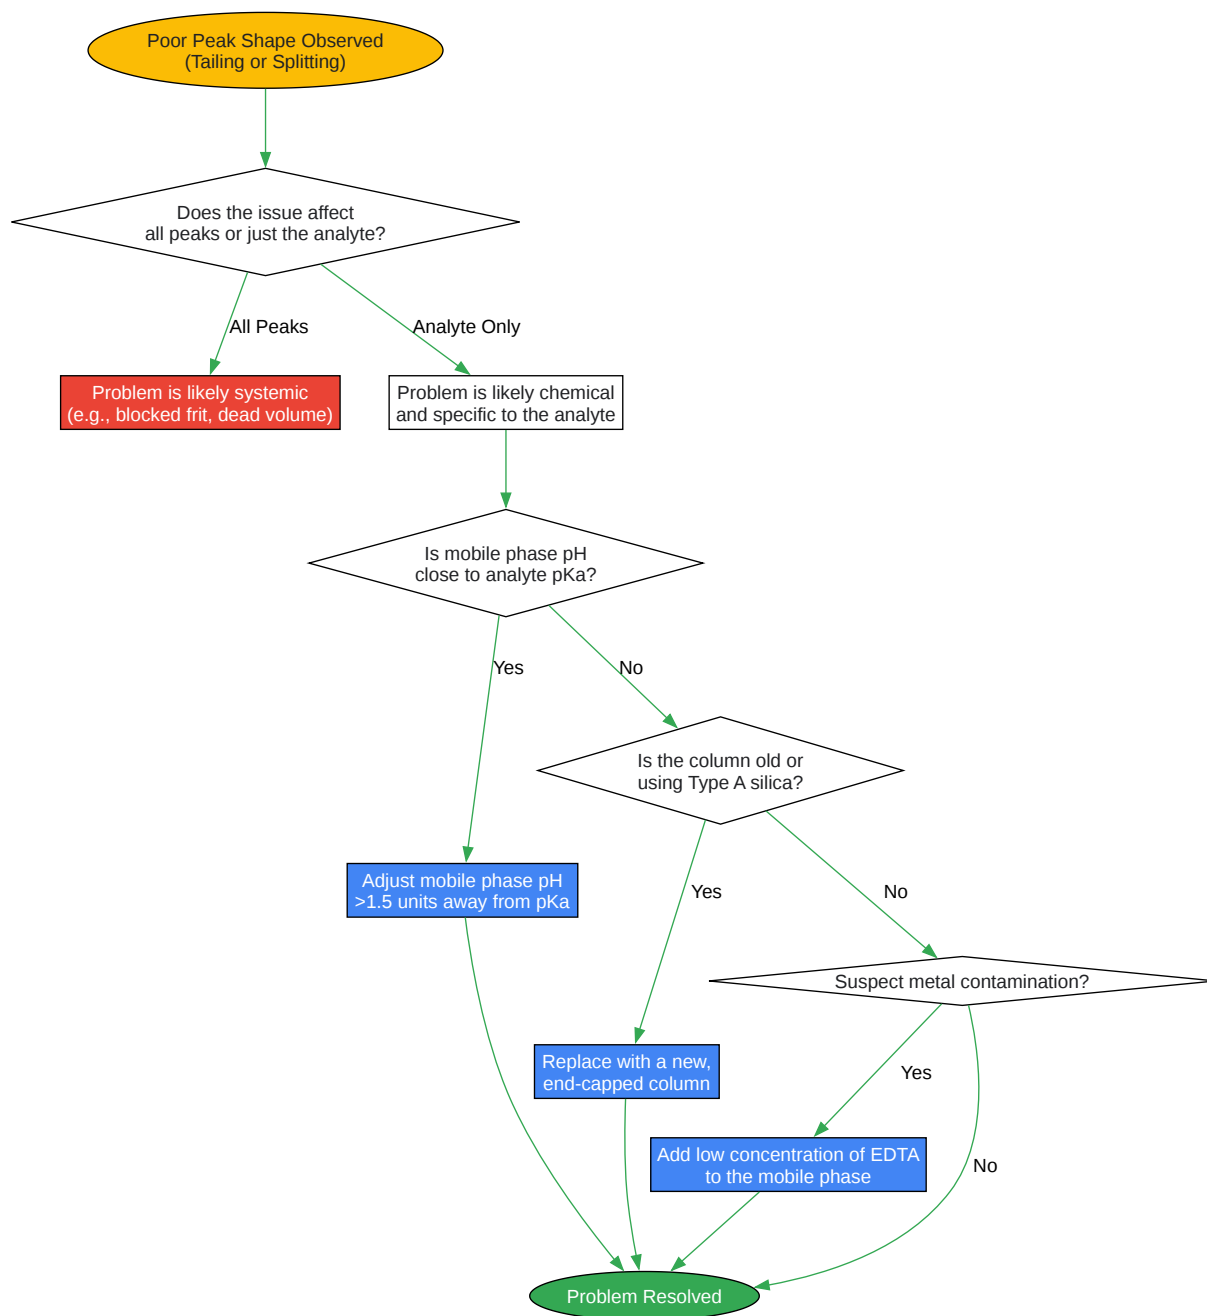 Poor Peak Shape Observed
(Tailing or Splitting)
Does the issue affect
all peaks or just the analyte?
All Peaks
Analyte Only
Problem is likely systemic
(e.g., blocked frit, dead volume)
Problem is likely chemical
and specific to the analyte
Is mobile phase pH
close to analyte pKa?
Yes
No
Is the column old or
using Type A silica?
Adjust mobile phase pH
>1.5 units away from pKa
Yes
No
Suspect metal contamination?
Replace with a new,
end-capped column
Yes
Add low concentration of EDTA
to the mobile phase
No
Problem Resolved